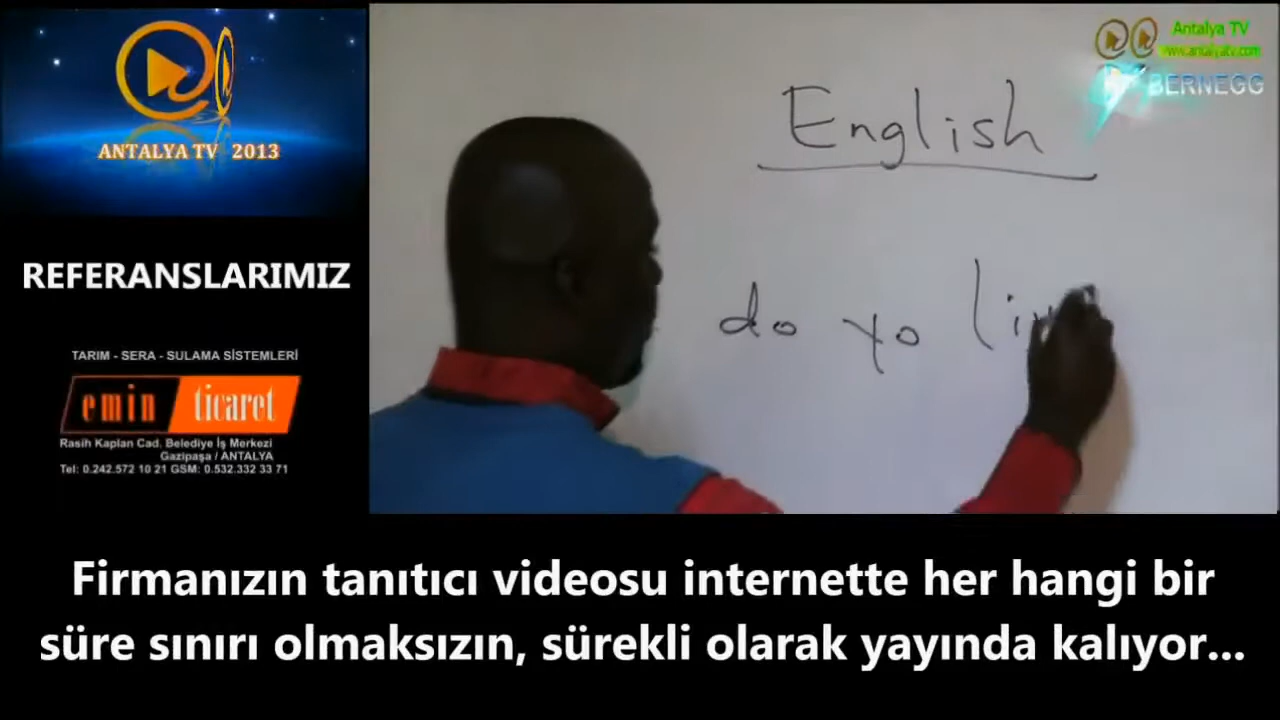 ANTALYA TV 2013
REFERANSLARIMIZ
TARIM - SERA - SULAMA SİSTEMLERİ
emin ticaret
Rasih Kaplan Cad. Belediye İş Merkezi
Gazipaşa / ANTALYA
Tel: 0.242.572 10 21 GSM: 0.532.332 33 71
Antalya TV
www.antalyatv.com
BERNEGG
English
do yo liv
Firmanızın tanıtıcı videosu internette her hangi bir
süre sınırı olmaksızın, sürekli olarak yayında kalıyor...